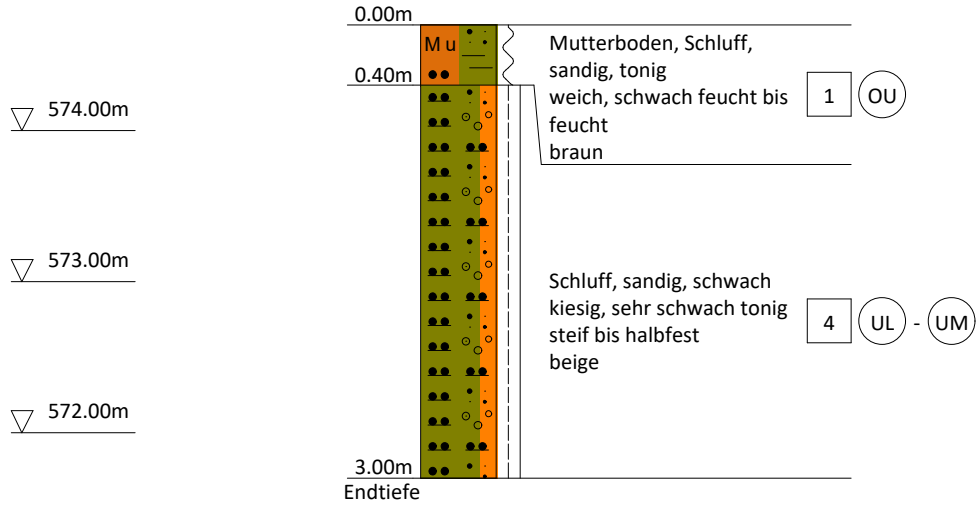 0.00m
M u
Mutterboden, Schluff,
sandig, tonig
weich, schwach feucht bis
feucht
braun
1 OU
0.40m
574.00m
573.00m
Schluff, sandig, schwach
kiesig, sehr schwach tonig
steif bis halbfest
beige
4 UL - UM
572.00m
3.00m
Endtiefe